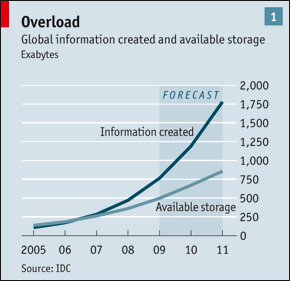 Overload
1
Global information created and available storage
Exabytes
FORECAST
2,000
1,750
1,500
1,250
1,000
750
500
250
0
Information created
Available storage
2005 06 07 08 09 10 11
Source: IDC